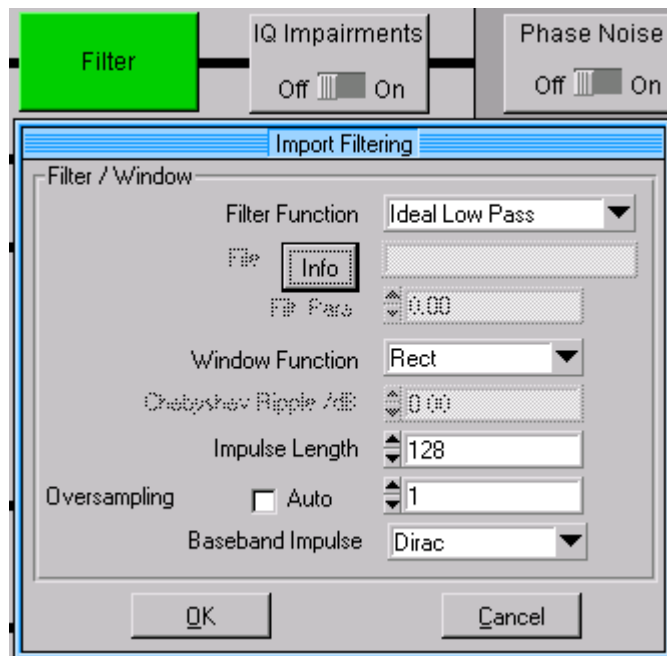 Filter
IQ Impairments
Off On
Phase Noise
Off On
Import Filtering
Filter / Window
Filter Function Ideal Low Pass
File Info
Filt. Para 0.00
Window Function Rect
Chebyshev Ripple /dB 0.00
Impulse Length 128
Oversampling Auto 1
Baseband Impulse Dirac
OK Cancel